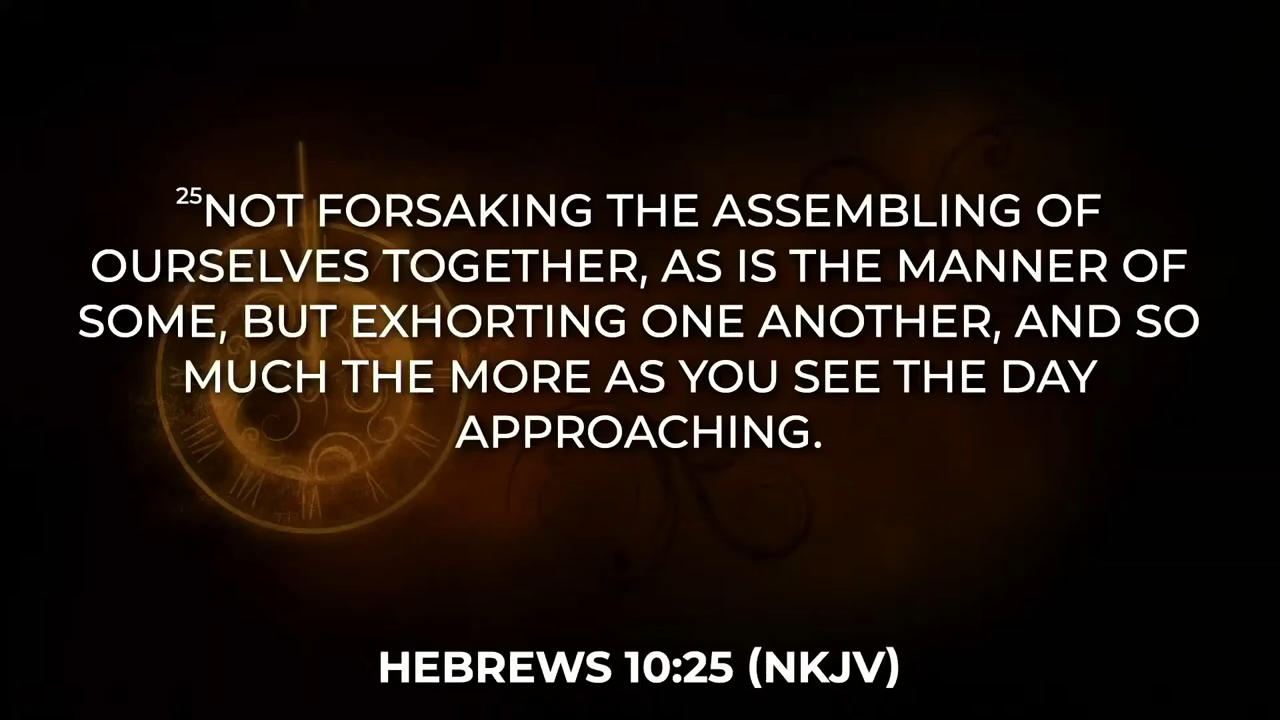 25NOT FORSAKING THE ASSEMBLING OF
OURSELVES TOGETHER, AS IS THE MANNER OF
SOME, BUT EXHORTING ONE ANOTHER, AND SO
MUCH THE MORE AS YOU SEE THE DAY
APPROACHING.
HEBREWS 10:25 (NKJV)